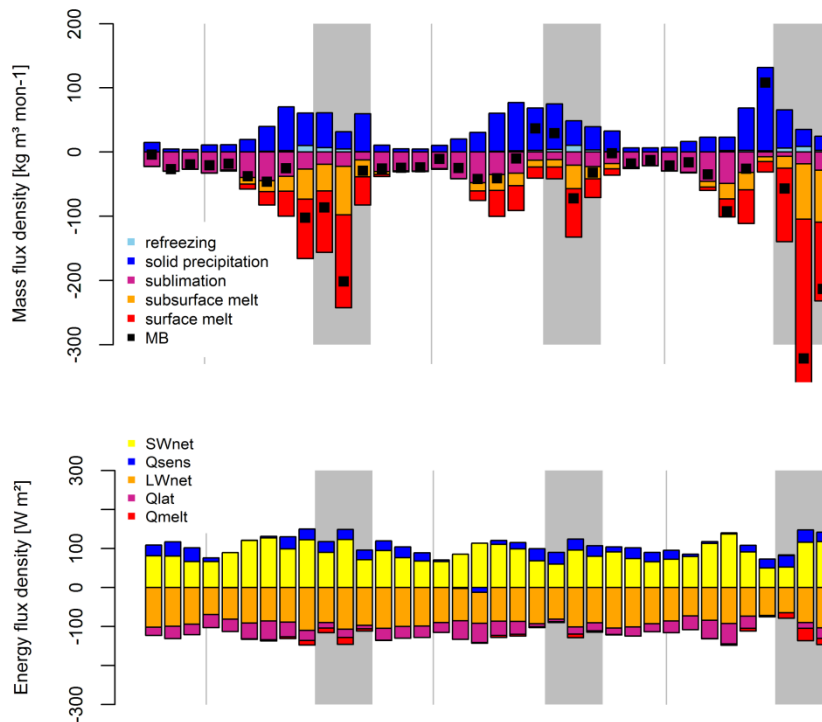 Mass flux density [kg m³ mon-1]
200
100
0
-100
-200
-300
refreezing
solid precipitation
sublimation
subsurface melt
surface melt
MB
Energy flux density [W m²]
SWnet
Qsens
LWnet
Qlat
Qmelt
300
100
0
-100
-300